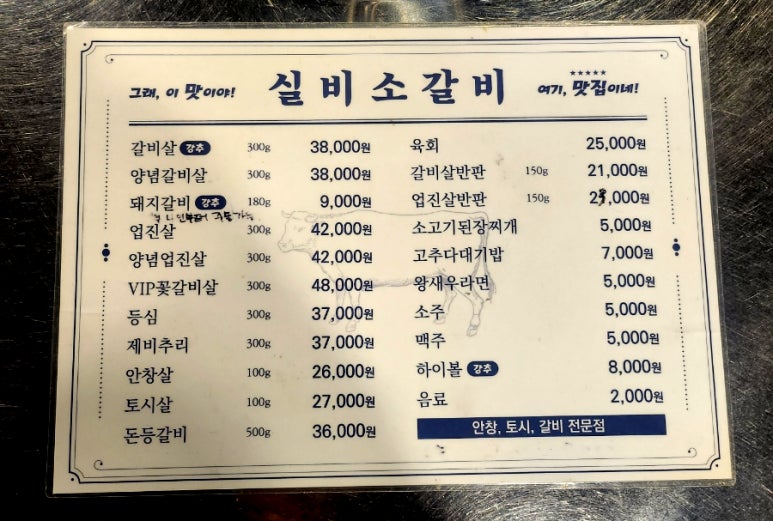 그래, 이 맛이야!
실비소갈비
★★★★★
여기, 맛집이네!
갈비살 강추 300g 38,000원
양념갈비살 300g 38,000원
돼지갈비 강추 180g 9,000원
업진살 300g 42,000원
양념업진살 300g 42,000원
VIP꽃갈비살 300g 48,000원
등심 300g 37,000원
제비추리 300g 37,000원
안창살 100g 26,000원
토시살 100g 27,000원
돈등갈비 500g 36,000원
육회 25,000원
갈비살반판 150g 21,000원
업진살반판 150g
소고기된장찌개 5,000원
고추다대기밥 7,000원
왕새우라면 5,000원
소주 5,000원
맥주 5,000원
하이볼 강추 8,000원
음료 2,000원
안창, 토시, 갈비 전문점